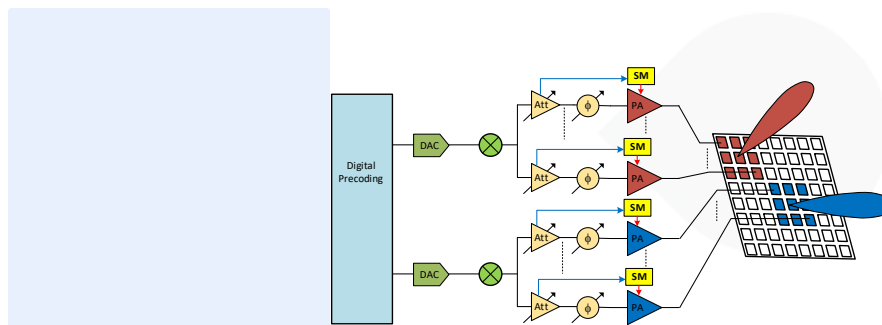 SM
Att
ϕ
PA
Digital
Precoding
DAC
SM
Att
ϕ
PA
SM
Att
ϕ
PA
DAC
SM
Att
ϕ
PA